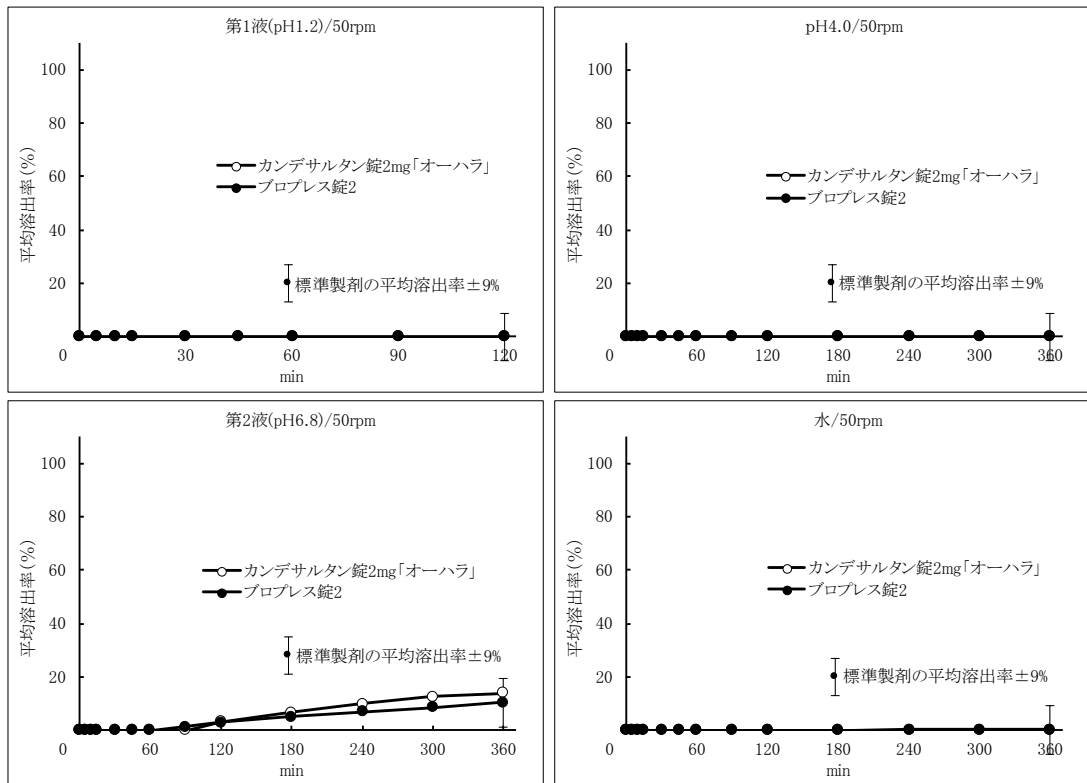 第1液(pH1.2)/50rpm
100
80
60
40
20
平均溶出率(%)
カンデサルタン錠2mg「オーハラ」
ブロプレス錠2
標準製剤の平均溶出率±9%
0 30 60 90 120
min
pH4.0/50rpm
100
80
60
40
20
平均溶出率(%)
カンデサルタン錠2mg「オーハラ」
ブロプレス錠2
標準製剤の平均溶出率±9%
0 60 120 180 240 300 360
min
第2液(pH6.8)/50rpm
100
80
60
40
20
平均溶出率(%)
カンデサルタン錠2mg「オーハラ」
ブロプレス錠2
標準製剤の平均溶出率±9%
0 60 120 180 240 300 360
min
水/50rpm
100
80
60
40
20
平均溶出率(%)
カンデサルタン錠2mg「オーハラ」
ブロプレス錠2
標準製剤の平均溶出率±9%
0 60 120 180 240 300 360
min